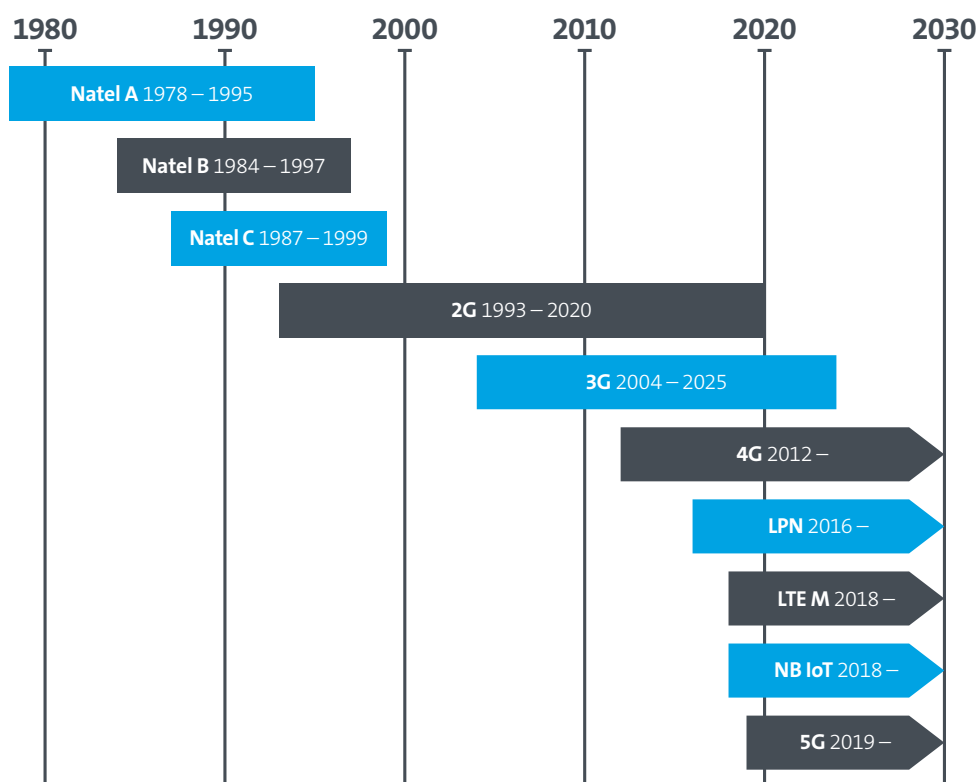 1980 1990 2000 2010 2020 2030
Natel A 1978 – 1995
Natel B 1984 – 1997
Natel C 1987 – 1999
2G 1993 – 2020
3G 2004 – 2025
4G 2012 –
LPN 2016 –
LTE M 2018 –
NB IoT 2018 –
5G 2019 –